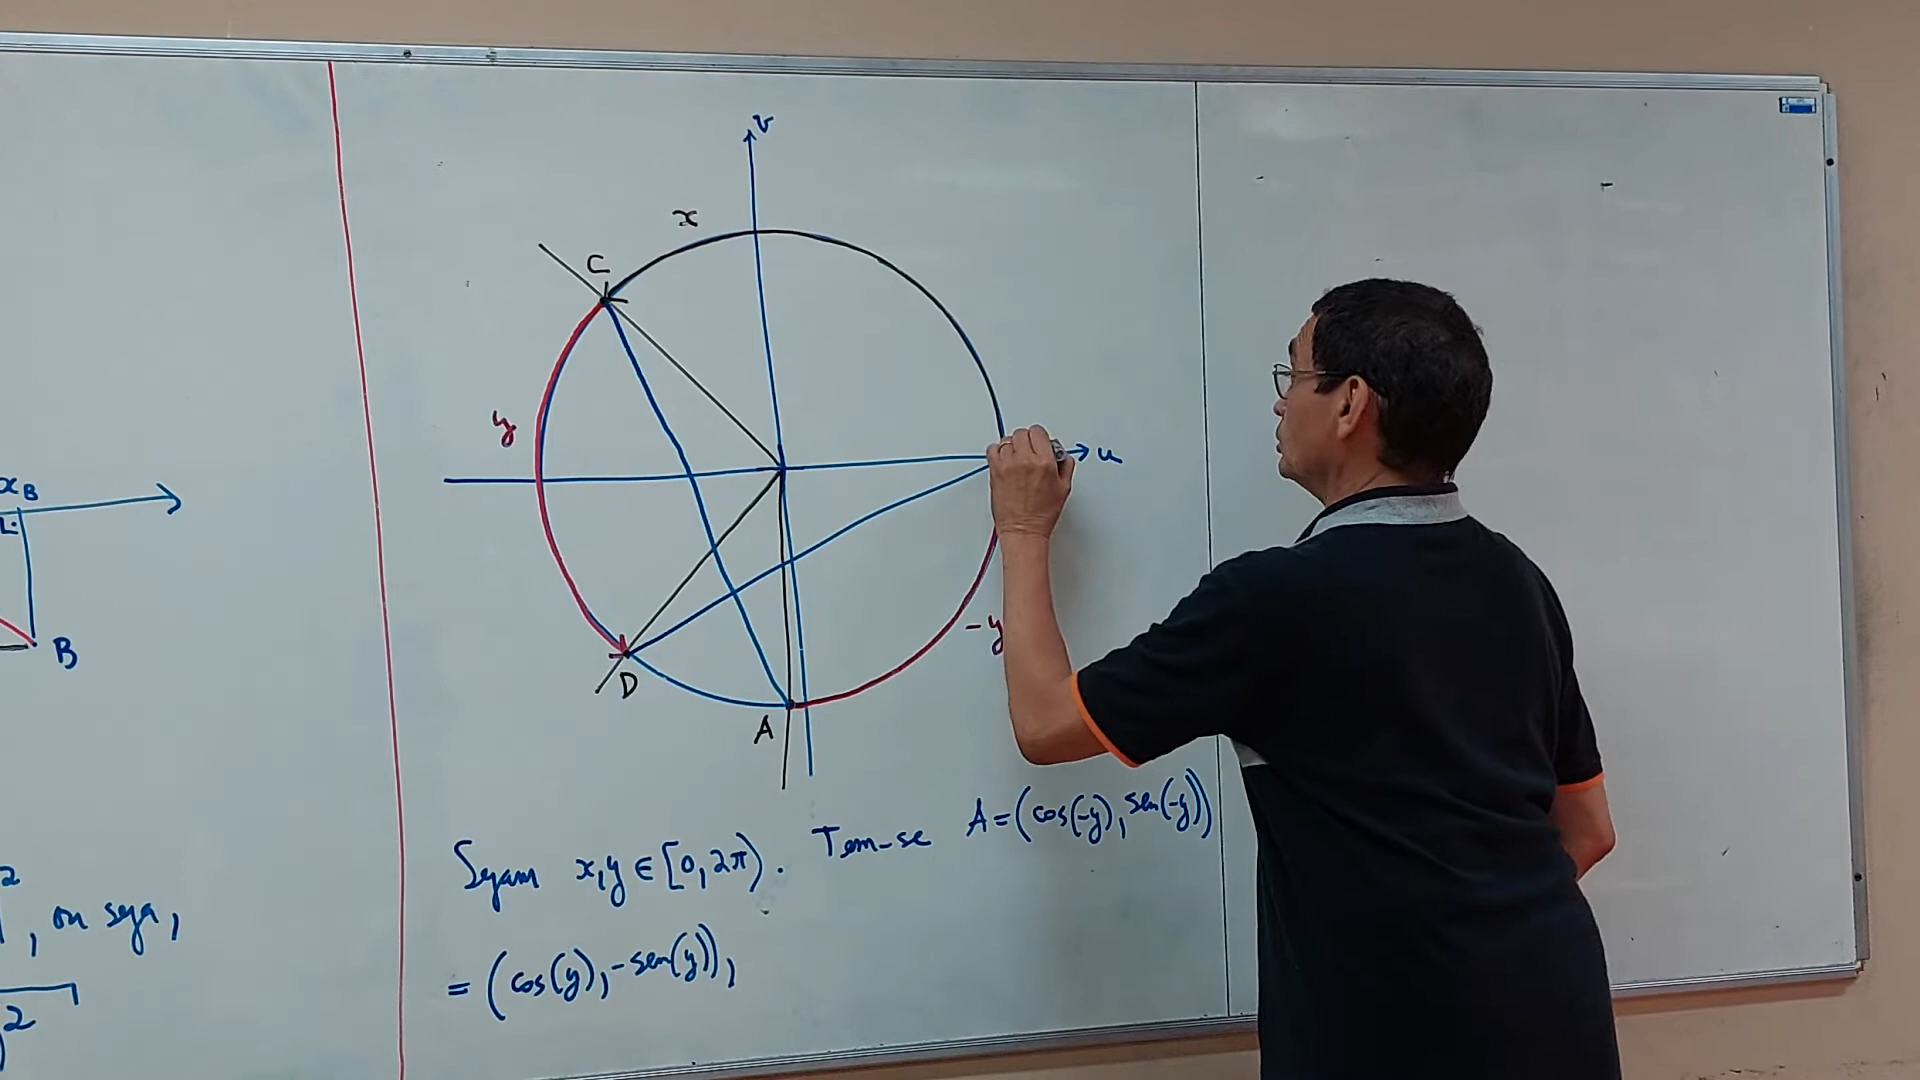 x_B
B
2
, ou seja,
2
v
x
C
y
u
-y
D
A
Sejam x,y ∈ [0,2π). Tem-se A=(cos(-y), sen(-y))
= (cos(y), -sen(y)),